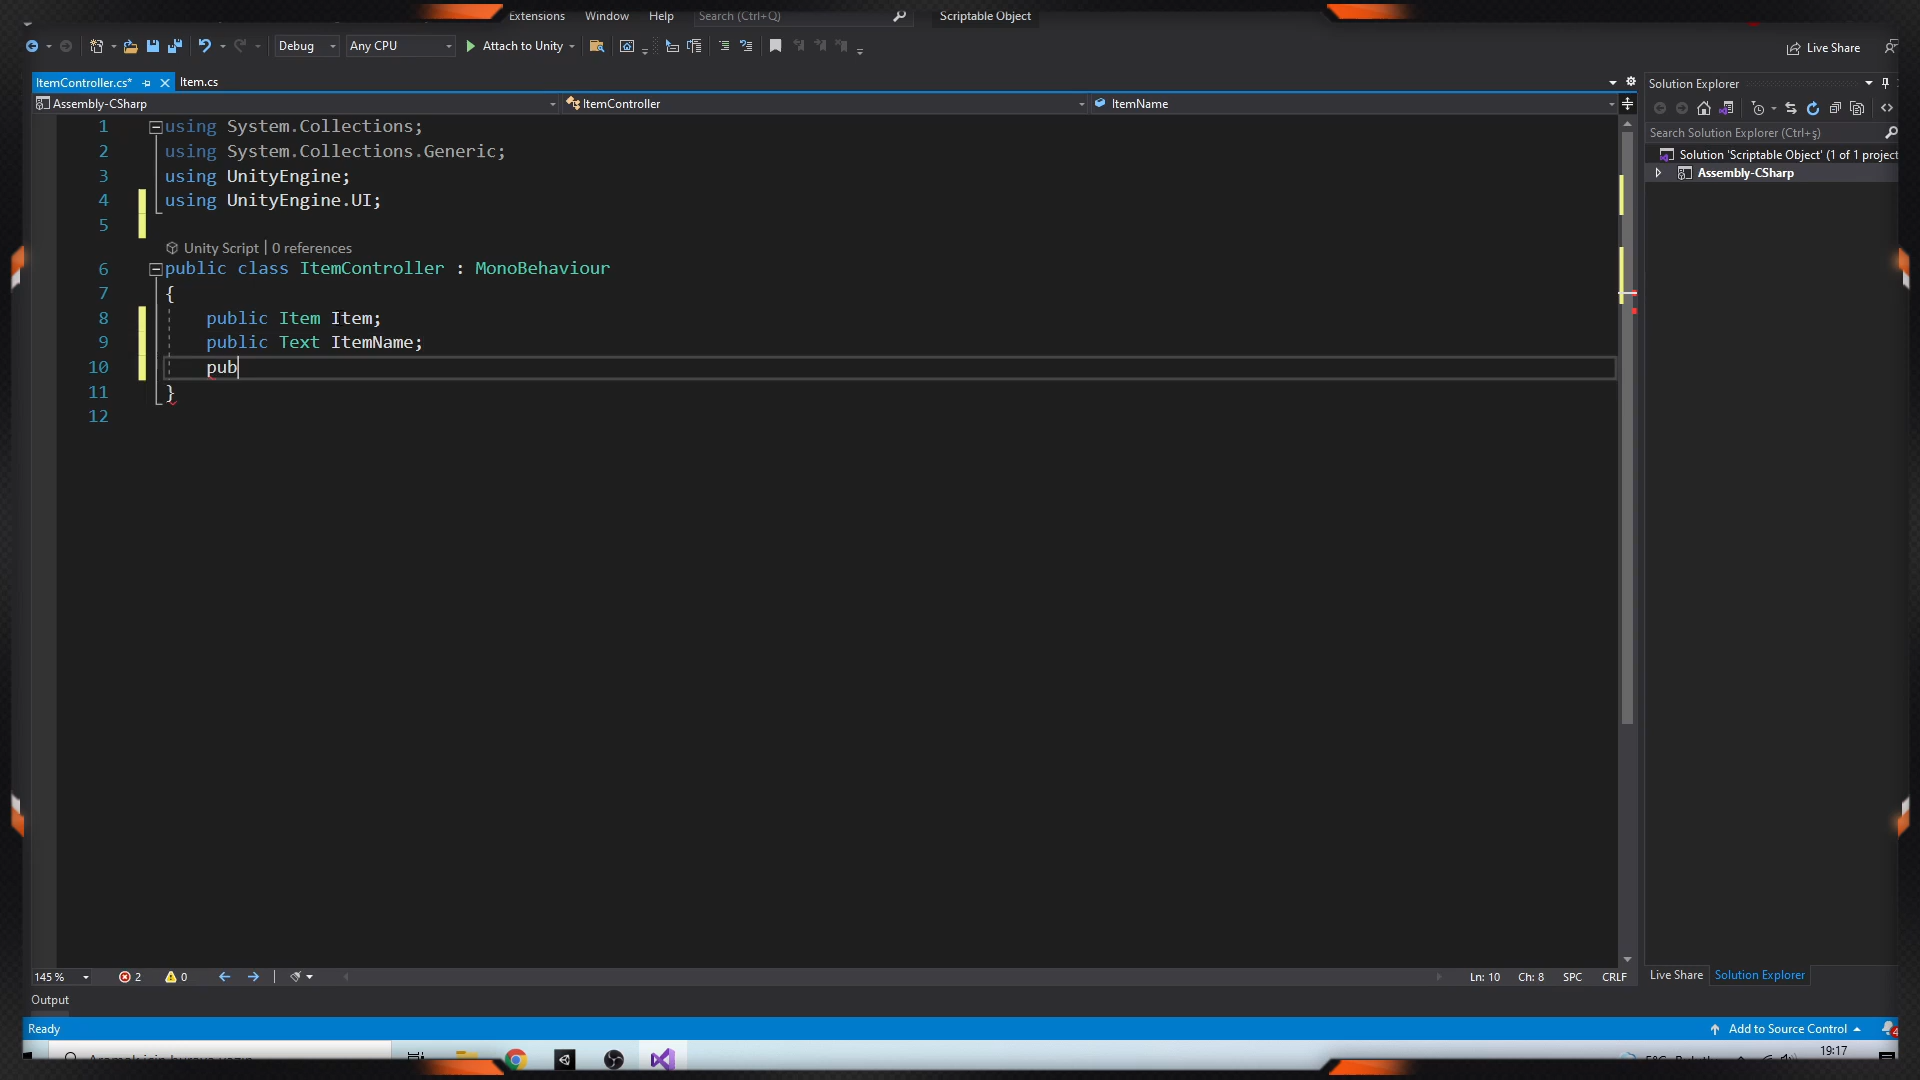 Extensions Window Help Search (Ctrl+Q) Scriptable Object
Debug Any CPU Attach to Unity Live Share
ItemController.cs* Item.cs
Assembly-CSharp ItemController ItemName
1 using System.Collections;
2 using System.Collections.Generic;
3 using UnityEngine;
4 using UnityEngine.UI;
5
Unity Script | 0 references
6 public class ItemController : MonoBehaviour
7 {
8 public Item Item;
9 public Text ItemName;
10 pub
11 }
12
Solution Explorer
Search Solution Explorer (Ctrl+ş)
Solution 'Scriptable Object' (1 of 1 project
Assembly-CSharp
145 % 2 0 Ln: 10 Ch: 8 SPC CRLF
Live Share Solution Explorer
Output
Ready Add to Source Control 4
19:17